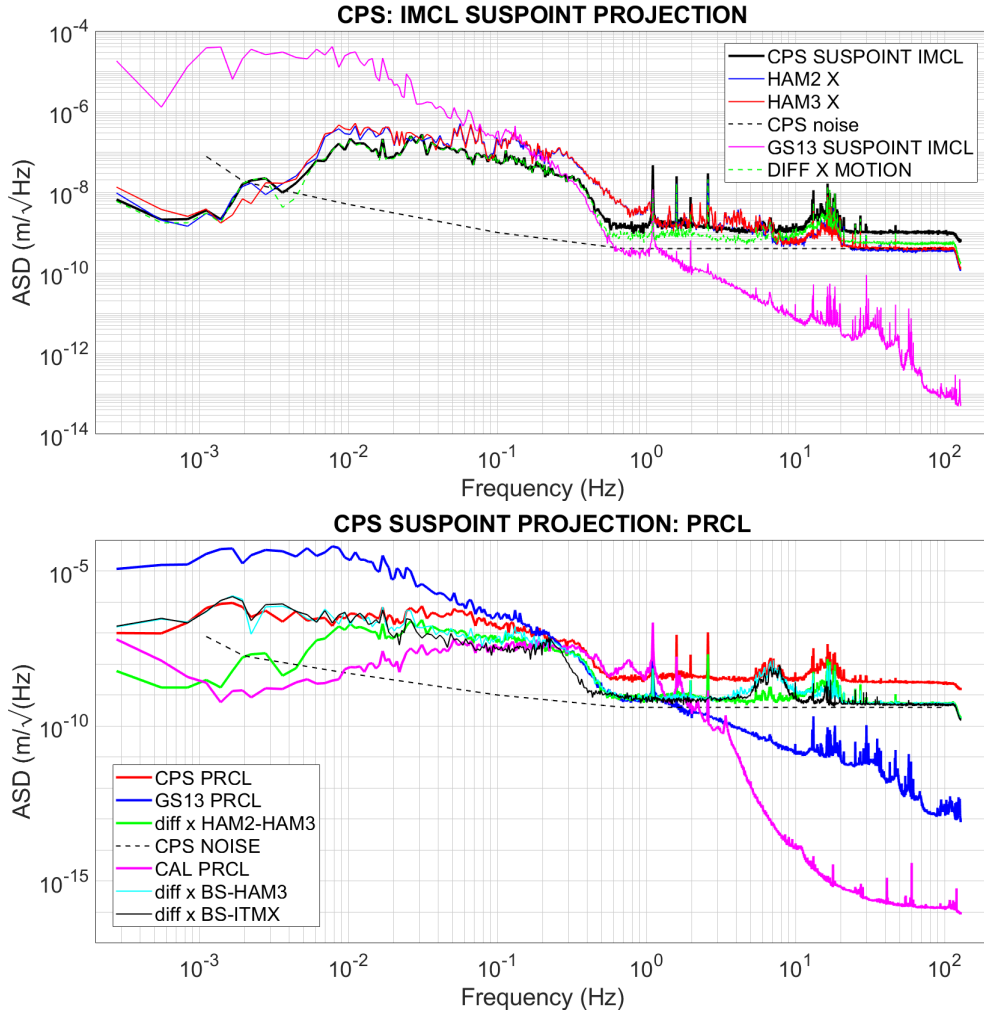 CPS: IMCL SUSPOINT PROJECTION
10^-4
10^-6
10^-8
10^-10
10^-12
10^-14
ASD (m/√Hz)
CPS SUSPOINT IMCL
HAM2 X
HAM3 X
CPS noise
GS13 SUSPOINT IMCL
DIFF X MOTION
10^-3 10^-2 10^-1 10^0 10^1 10^2
Frequency (Hz)
CPS SUSPOINT PROJECTION: PRCL
10^-5
10^-10
10^-15
ASD (m/√(Hz)
CPS PRCL
GS13 PRCL
diff x HAM2-HAM3
CPS NOISE
CAL PRCL
diff x BS-HAM3
diff x BS-ITMX
10^-3 10^-2 10^-1 10^0 10^1 10^2
Frequency (Hz)